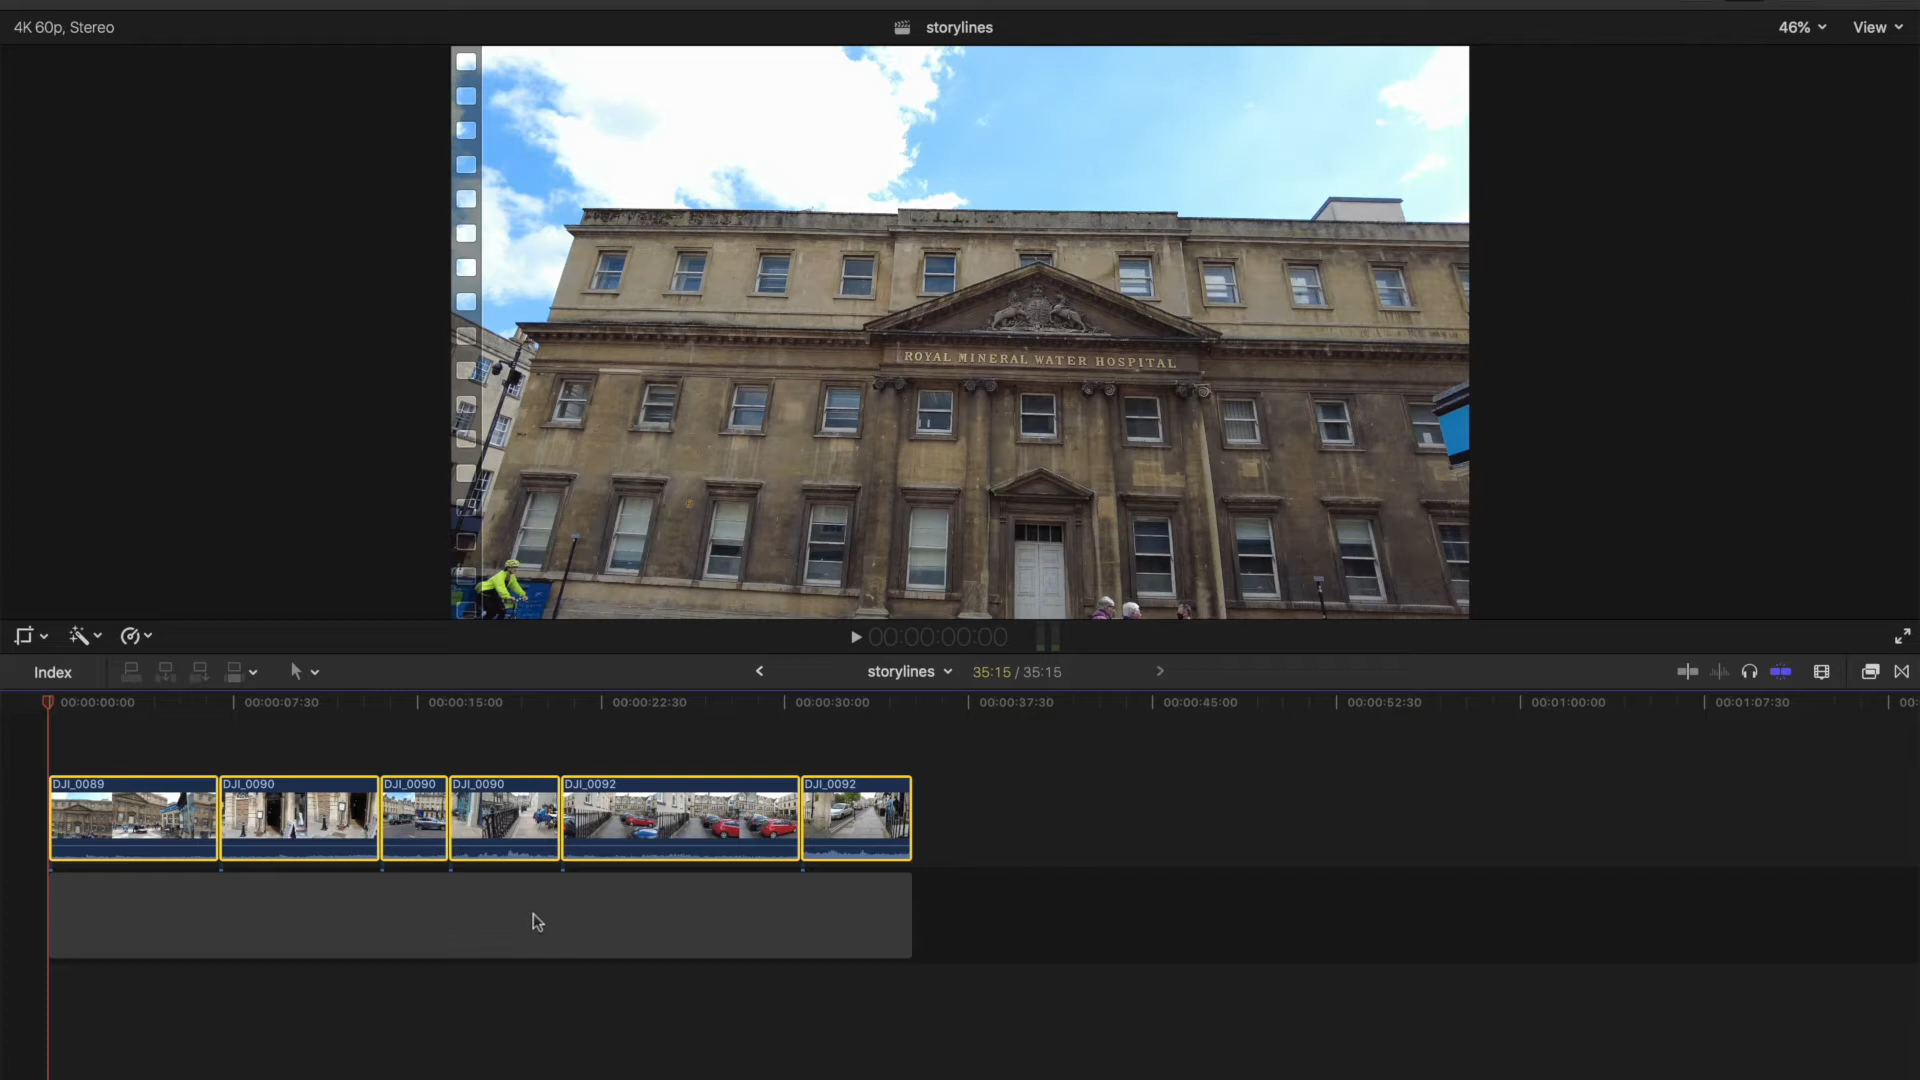 4K 60p, Stereo
storylines
46%
View
ROYAL MINERAL WATER HOSPITAL
00:00:00:00
Index
storylines
35:15 / 35:15
00:00:00:00
00:00:07:30
00:00:15:00
00:00:22:30
00:00:30:00
00:00:37:30
00:00:45:00
00:00:52:30
00:01:00:00
00:01:07:30
00:
DJI_0089
DJI_0090
DJI_0090
DJI_0090
DJI_0092
DJI_0092